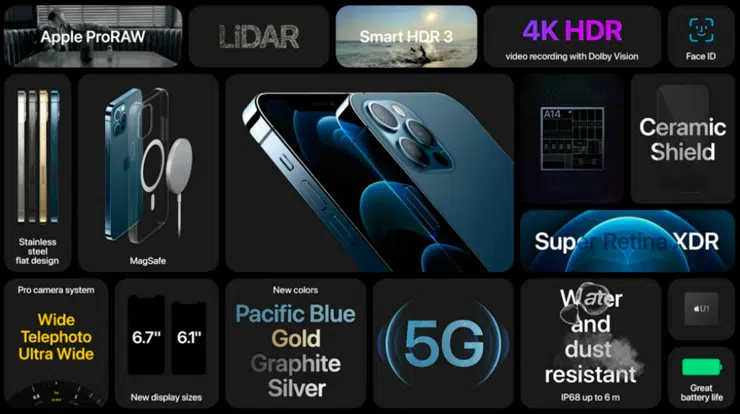 Apple ProRAW
LiDAR
Smart HDR 3
4K HDR
video recording with Dolby Vision
Face ID
Stainless
steel
flat design
MagSafe
A14
Ceramic
Shield
Super Retina XDR
Pro camera system
Wide
Telephoto
Ultra Wide
6.7"
6.1"
New display sizes
New colors
Pacific Blue
Gold
Graphite
Silver
5G
Water
and
dust
resistant
IP68 up to 6 m
U1
Great
battery life